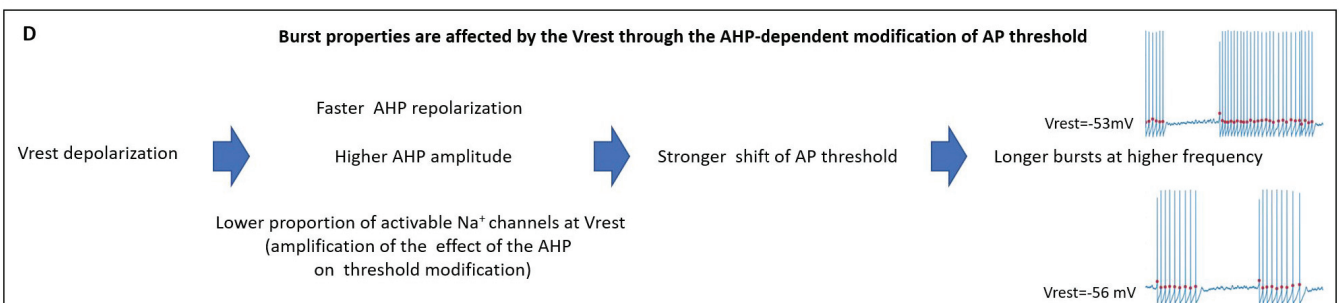 D
Burst properties are affected by the Vrest through the AHP-dependent modification of AP threshold
Vrest depolarization
Faster AHP repolarization
Higher AHP amplitude
Lower proportion of activable Na+ channels at Vrest
(amplification of the effect of the AHP
on threshold modification)
Stronger shift of AP threshold
Longer bursts at higher frequency
Vrest=-53mV
Vrest=-56 mV